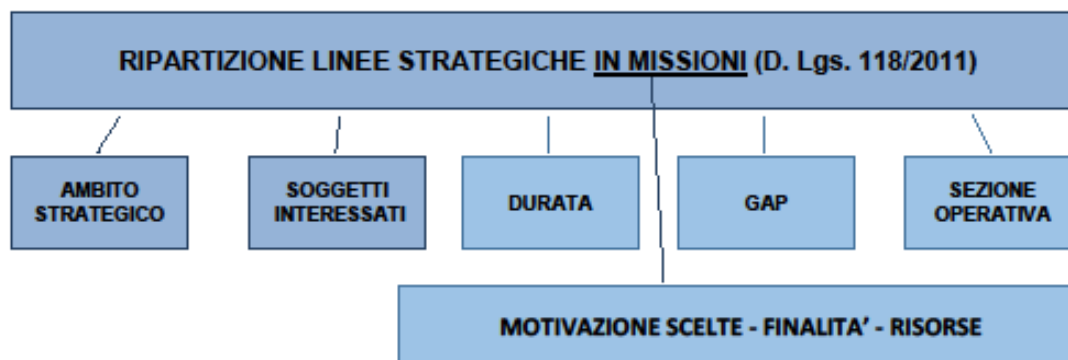 RIPARTIZIONE LINEE STRATEGICHE IN MISSIONI (D. Lgs. 118/2011)
AMBITO
STRATEGICO
SOGGETTI
INTERESSATI
DURATA
GAP
SEZIONE
OPERATIVA
MOTIVAZIONE SCELTE - FINALITA' - RISORSE